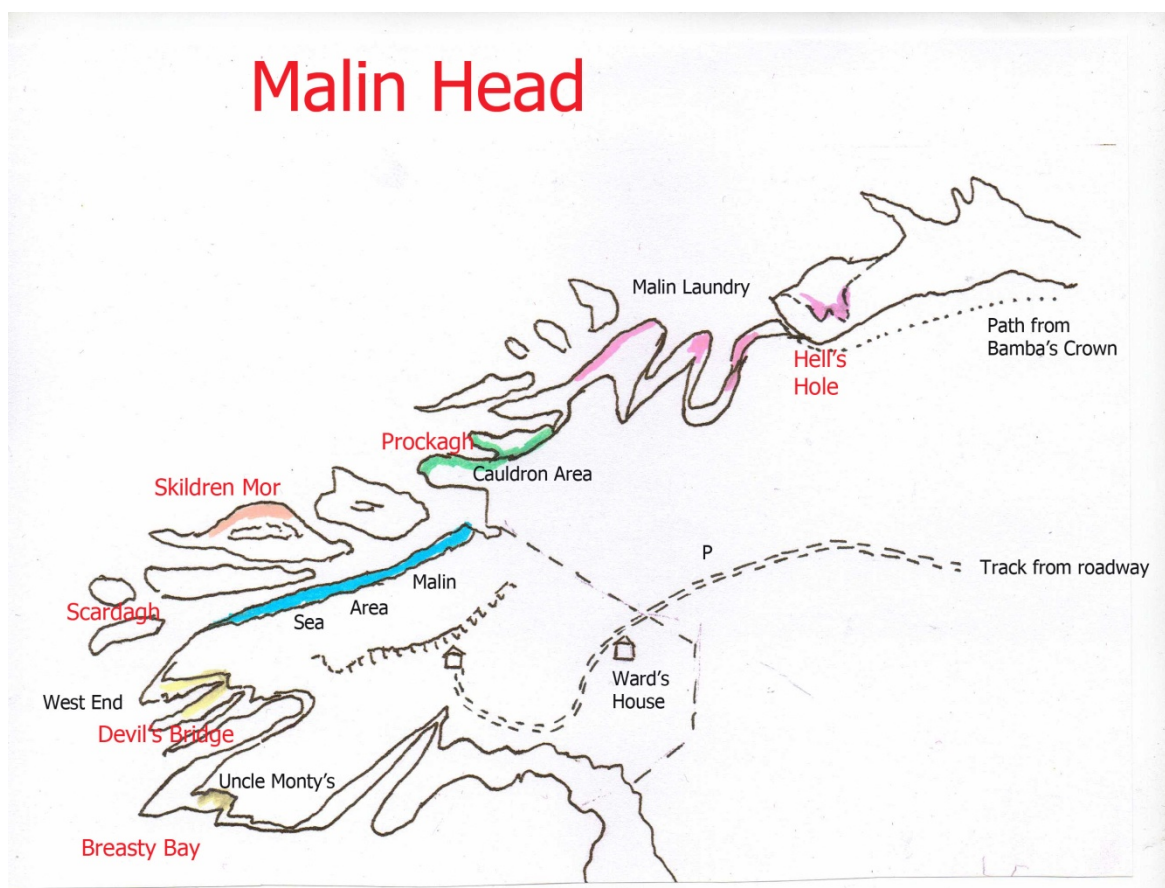 Malin Head
Malin Laundry
Path from
Bamba's Crown
Hell's
Hole
Prockagh
Cauldron Area
Skildren Mor
P
Track from roadway
Malin
Area
Sea
Scardagh
Ward's
House
West End
Devil's Bridge
Uncle Monty's
Breasty Bay